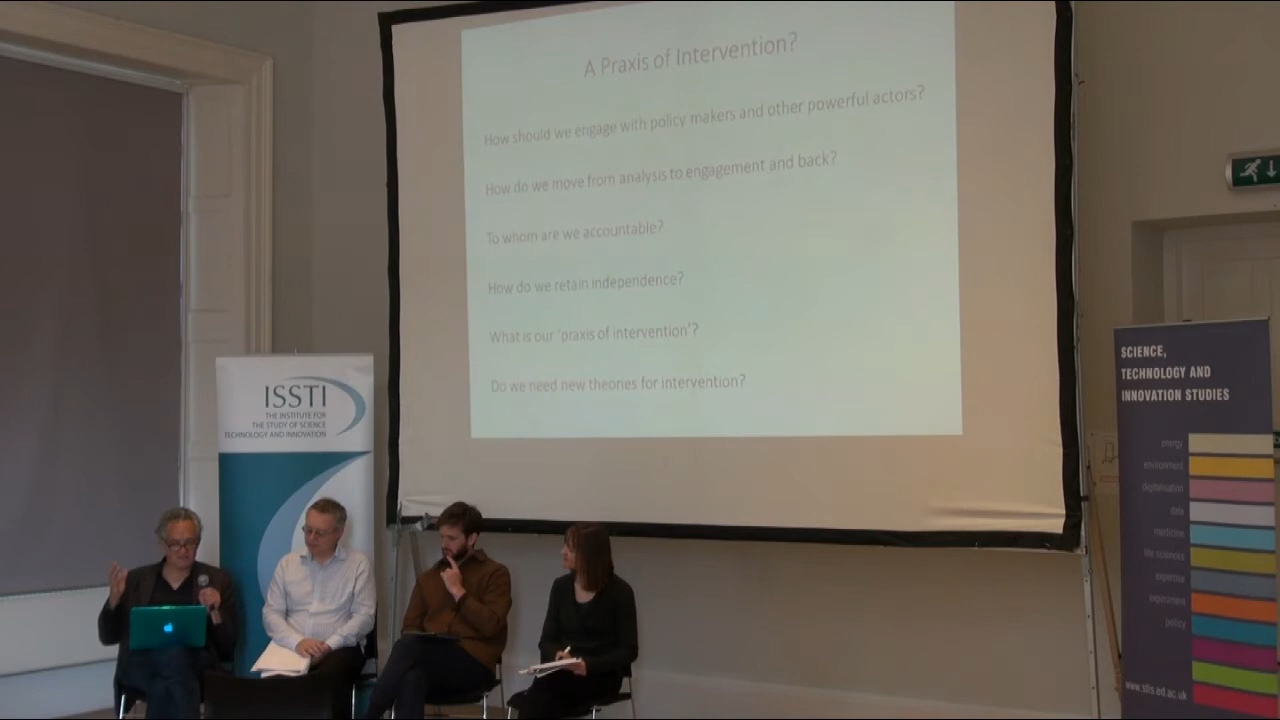 A Praxis of Intervention?
How should we engage with policy makers and other powerful actors?
How do we move from analysis to engagement and back?
To whom are we accountable?
How do we retain independence?
What is our 'praxis of intervention'?
Do we need new theories for intervention?
ISSTI
THE INSTITUTE FOR
THE STUDY OF SCIENCE
TECHNOLOGY AND INNOVATION
SCIENCE,
TECHNOLOGY AND
INNOVATION STUDIES
energy
environment
digitalisation
data
medicine
life sciences
expertise
experiment
policy
www.stis.ed.ac.uk